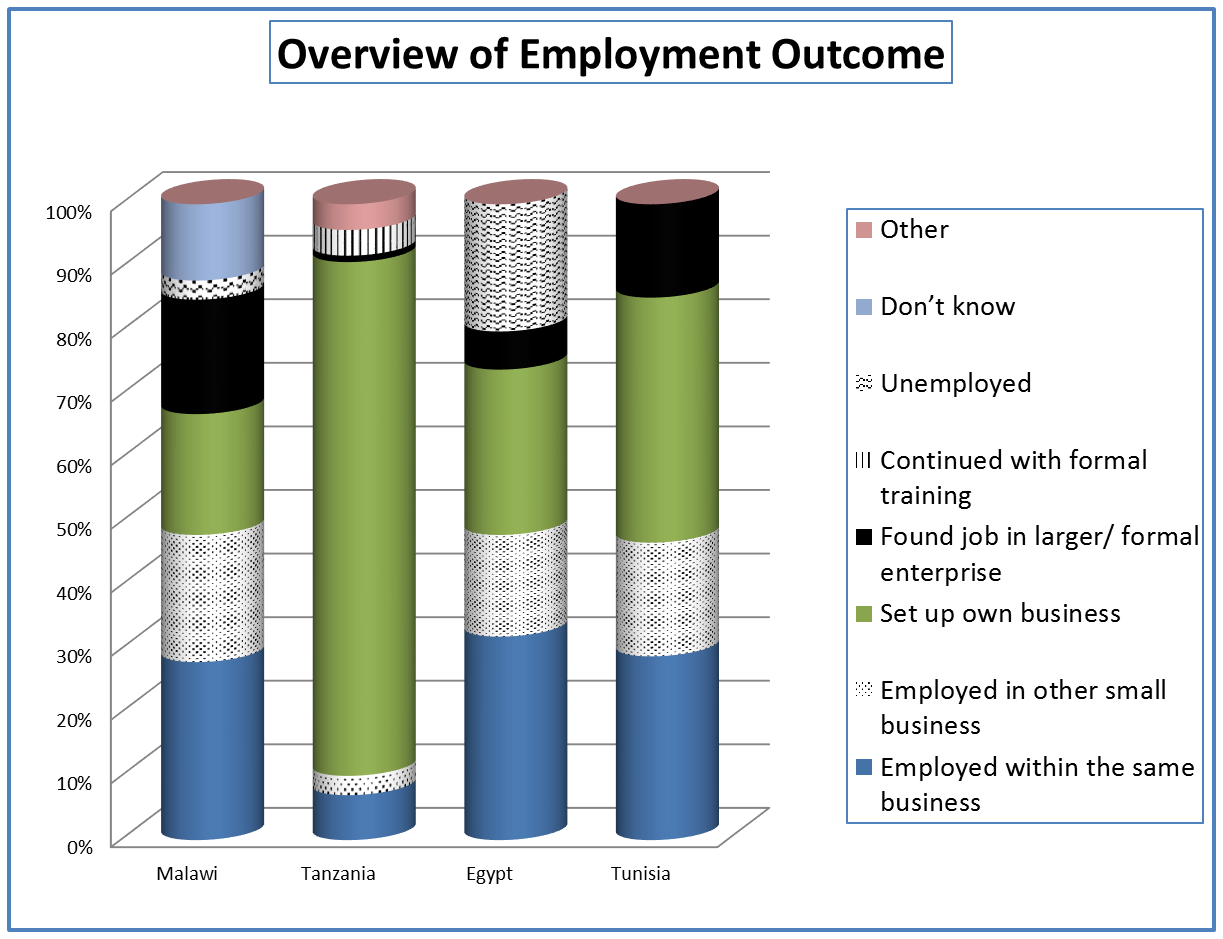 Overview of Employment Outcome
100%
90%
80%
70%
60%
50%
40%
30%
20%
10%
0%
Malawi
Tanzania
Egypt
Tunisia
Other
Don’t know
Unemployed
Continued with formal
training
Found job in larger/ formal
enterprise
Set up own business
Employed in other small
business
Employed within the same
business